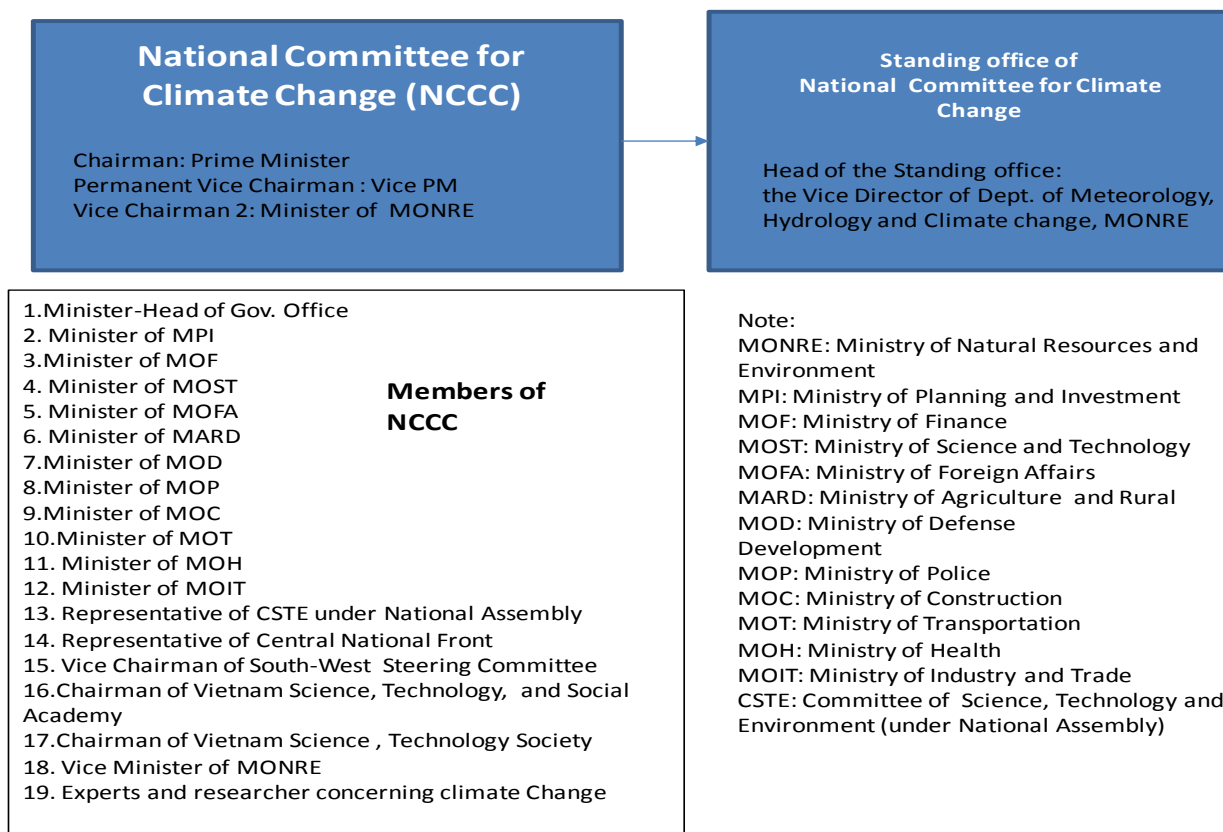 National Committee for
Climate Change (NCCC)
Chairman: Prime Minister
Permanent Vice Chairman : Vice PM
Vice Chairman 2: Minister of MONRE
Standing office of
National Committee for Climate
Change
Head of the Standing office:
the Vice Director of Dept. of Meteorology,
Hydrology and Climate change, MONRE
1.Minister-Head of Gov. Office
2. Minister of MPI
3.Minister of MOF
4. Minister of MOST
5. Minister of MOFA
6. Minister of MARD
7.Minister of MOD
8.Minister of MOP
9.Minister of MOC
10.Minister of MOT
11. Minister of MOH
12. Minister of MOIT
13. Representative of CSTE under National Assembly
14. Representative of Central National Front
15. Vice Chairman of South-West Steering Committee
16.Chairman of Vietnam Science, Technology, and Social
Academy
17.Chairman of Vietnam Science , Technology Society
18. Vice Minister of MONRE
19. Experts and researcher concerning climate Change
Members of
NCCC
Note:
MONRE: Ministry of Natural Resources and
Environment
MPI: Ministry of Planning and Investment
MOF: Ministry of Finance
MOST: Ministry of Science and Technology
MOFA: Ministry of Foreign Affairs
MARD: Ministry of Agriculture and Rural
MOD: Ministry of Defense
Development
MOP: Ministry of Police
MOC: Ministry of Construction
MOT: Ministry of Transportation
MOH: Ministry of Health
MOIT: Ministry of Industry and Trade
CSTE: Committee of Science, Technology and
Environment (under National Assembly)